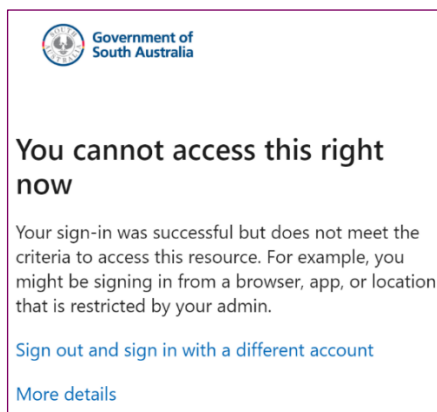 Government of
South Australia
You cannot access this right
now
Your sign-in was successful but does not meet the
criteria to access this resource. For example, you
might be signing in from a browser, app, or location
that is restricted by your admin.
Sign out and sign in with a different account
More details